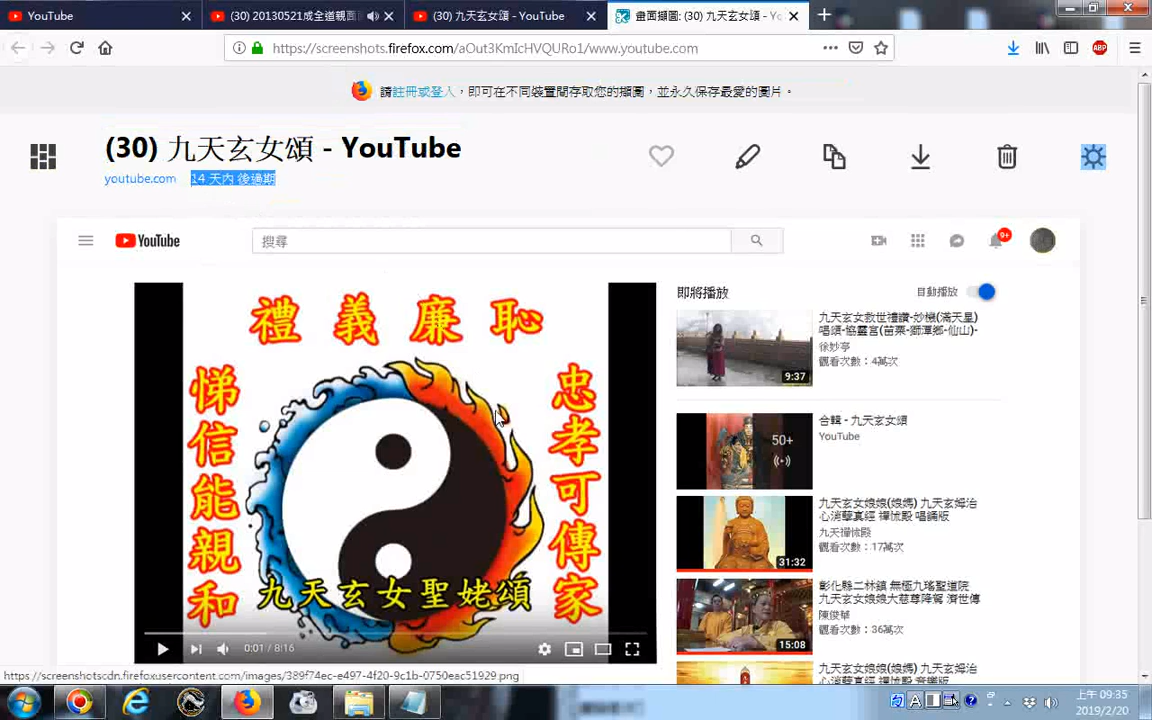 YouTube
(30) 20130521成全道親
(30) 九天玄女頌 - YouTube
畫面擷圖: (30) 九天玄女頌 - Yo
https://screenshots.firefox.com/aOut3KmIcHVQURo1/www.youtube.com
ABP
請註冊或登入,即可在不同裝置間存取您的擷圖,並永久保存最愛的圖片。
(30) 九天玄女頌 - YouTube
youtube.com 14 天內 後過期
YouTube
搜尋
9+
禮義廉恥
忠孝可傳家
悌信能親和
九天玄女聖姥頌
0:01 / 8:16
即將播放
自動播放
九天玄女救世禮讚-妙機(滿天星)
唱頌-協靈宮(苗栗-獅潭鄉-仙山)-
徐妙亭
觀看次數:4萬次
9:37
合輯 - 九天玄女頌
YouTube
50+
九天玄女娘娘(娘媽) 九天玄姆治
心消孽真經 禪 殿 唱誦版
九天禪 殿
觀看次數:17萬次
31:32
彰化縣二林鎮 無極九瑤聖道院
九天玄女娘娘大慈尊降駕 濟世傳
陳俊華
觀看次數:36萬次
15:08
九天玄女娘娘(娘媽) 九天玄姆治
https://screenshotscdn.firefoxusercontent.com/images/389f74ec-e497-4f20-9c1b-0750eac51929.png
上午 09:35
2019/2/20